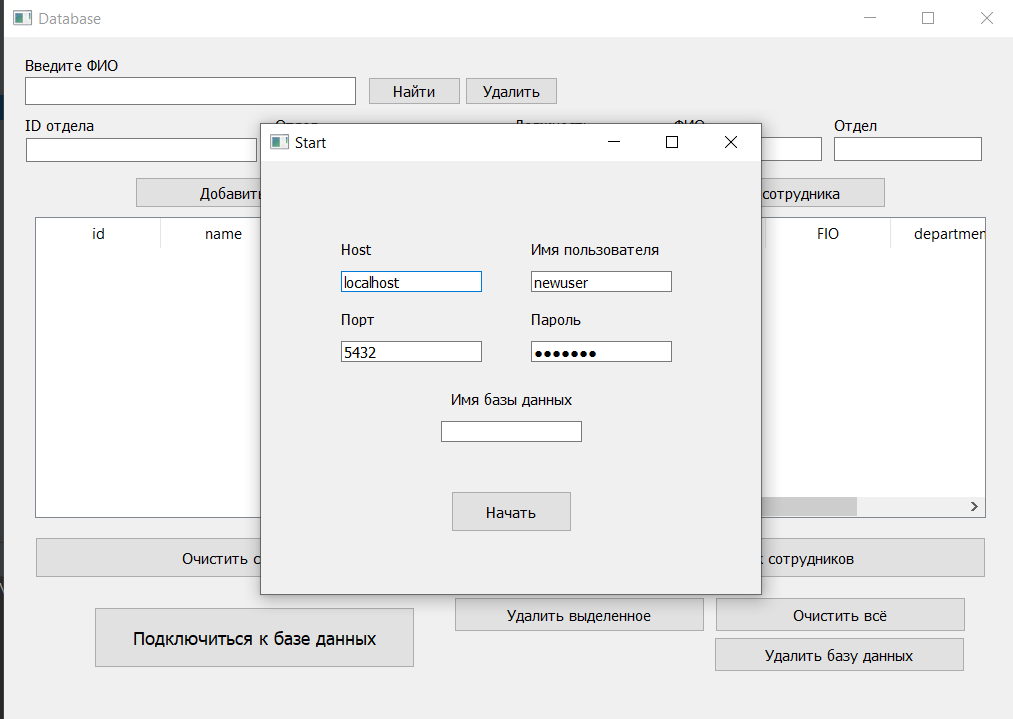 Database
Введите ФИО
Найти Удалить
ID отдела
Отдел
Start
Добавить
сотрудника
id name
FIO departmen
Host Имя пользователя
localhost newuser
Порт Пароль
5432 ●●●●●●●
Имя базы данных
Начать
Очистить с
к сотрудников
Подключиться к базе данных
Удалить выделенное Очистить всё
Удалить базу данных